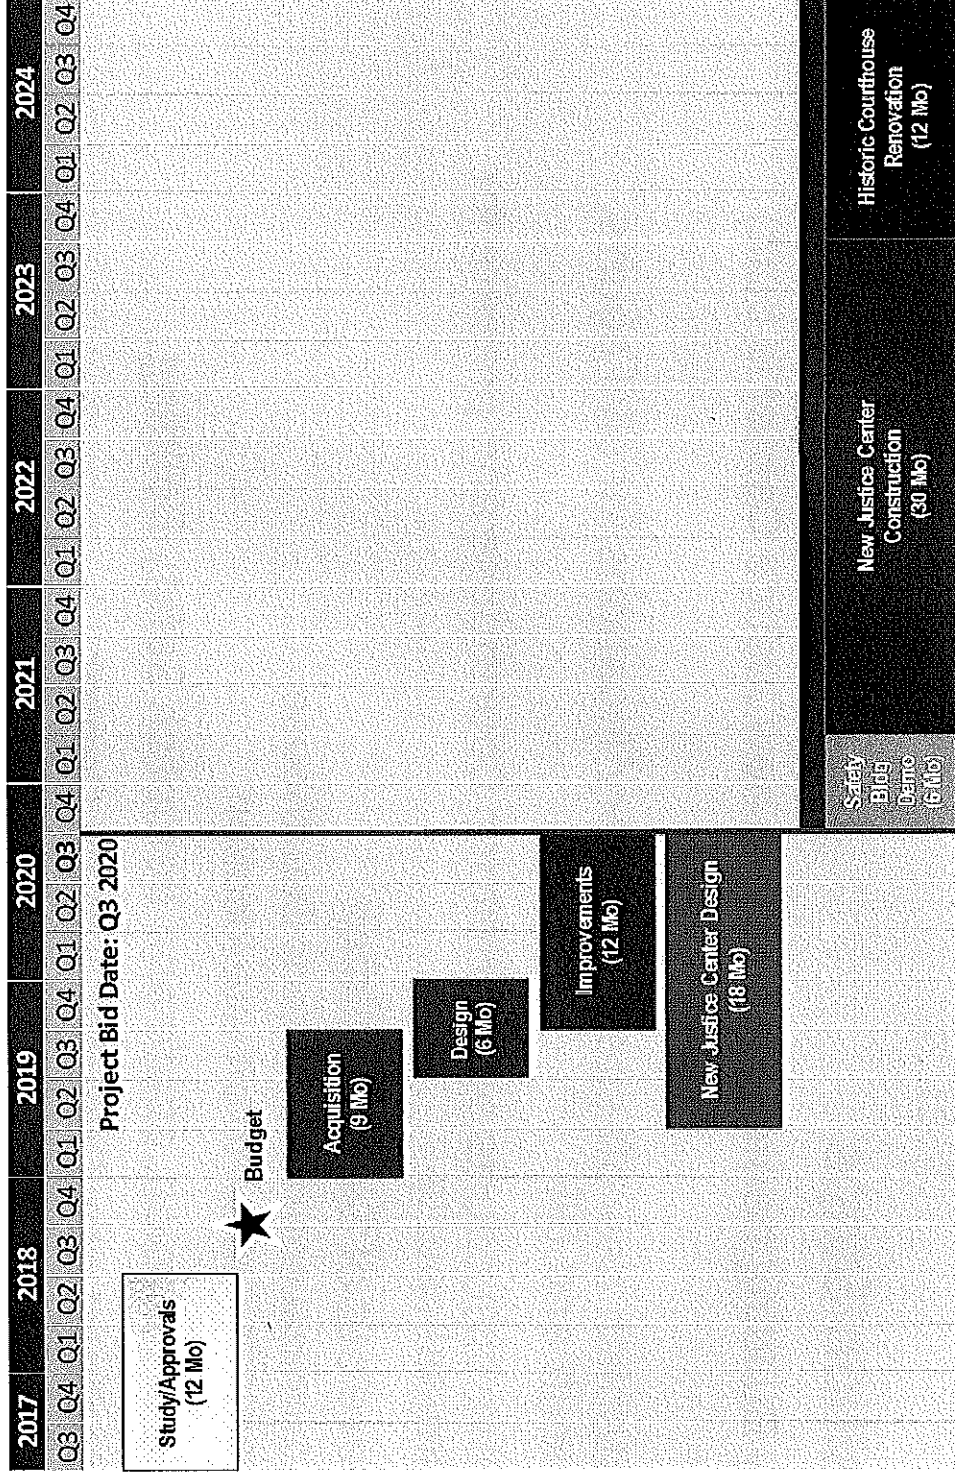 2017 2018 2019 2020 2021 2022 2023 2024
Q3 Q4 Q1 Q2 Q3 Q4 Q1 Q2 Q3 Q4 Q1 Q2 Q3 Q4 Q1 Q2 Q3 Q4 Q1 Q2 Q3 Q4 Q1 Q2 Q3 Q4 Q1 Q2 Q3 Q4
Project Bid Date: Q3 2020
Study/Approvals
(12 Mo)
Budget
Acquisition
(9 Mo)
Design
(6 Mo)
Improvements
(12 Mo)
New Justice Center Design
(18 Mo)
Safety
Bldg
Demo
(6 Mo)
New Justice Center
Construction
(30 Mo)
Historic Courthouse
Renovation
(12 Mo)